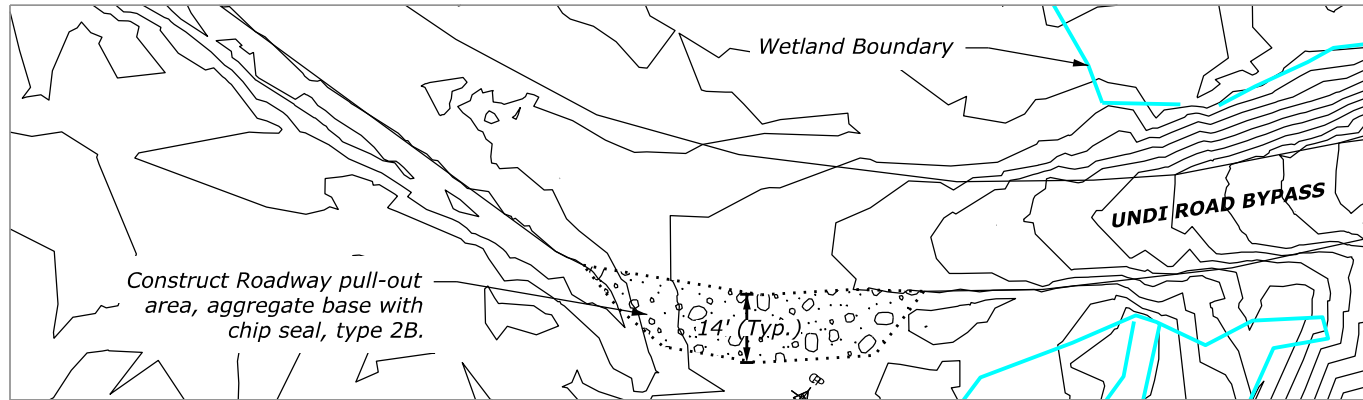 Wetland Boundary
UNDI ROAD BYPASS
Construct Roadway pull-out
area, aggregate base with
chip seal, type 2B.
14' (Typ.)